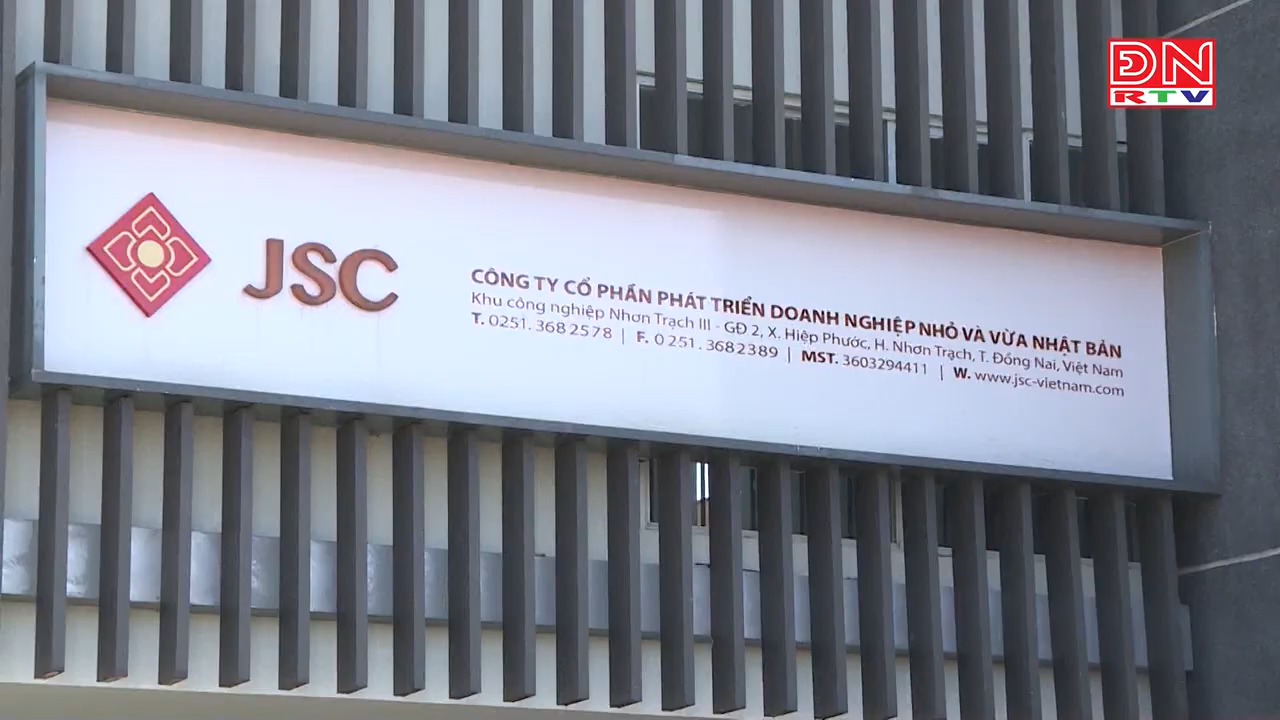 ĐN
RTV
JSC
CÔNG TY CỔ PHẦN PHÁT TRIỂN DOANH NGHIỆP NHỎ VÀ VỪA NHẬT BẢN
Khu công nghiệp Nhơn Trạch III - GĐ 2, X. Hiệp Phước, H. Nhơn Trạch, T. Đồng Nai, Việt Nam
T. 0251. 368 2578 | F. 0 251. 3682389 | MST. 3603294411 | W. www.jsc-vietnam.com